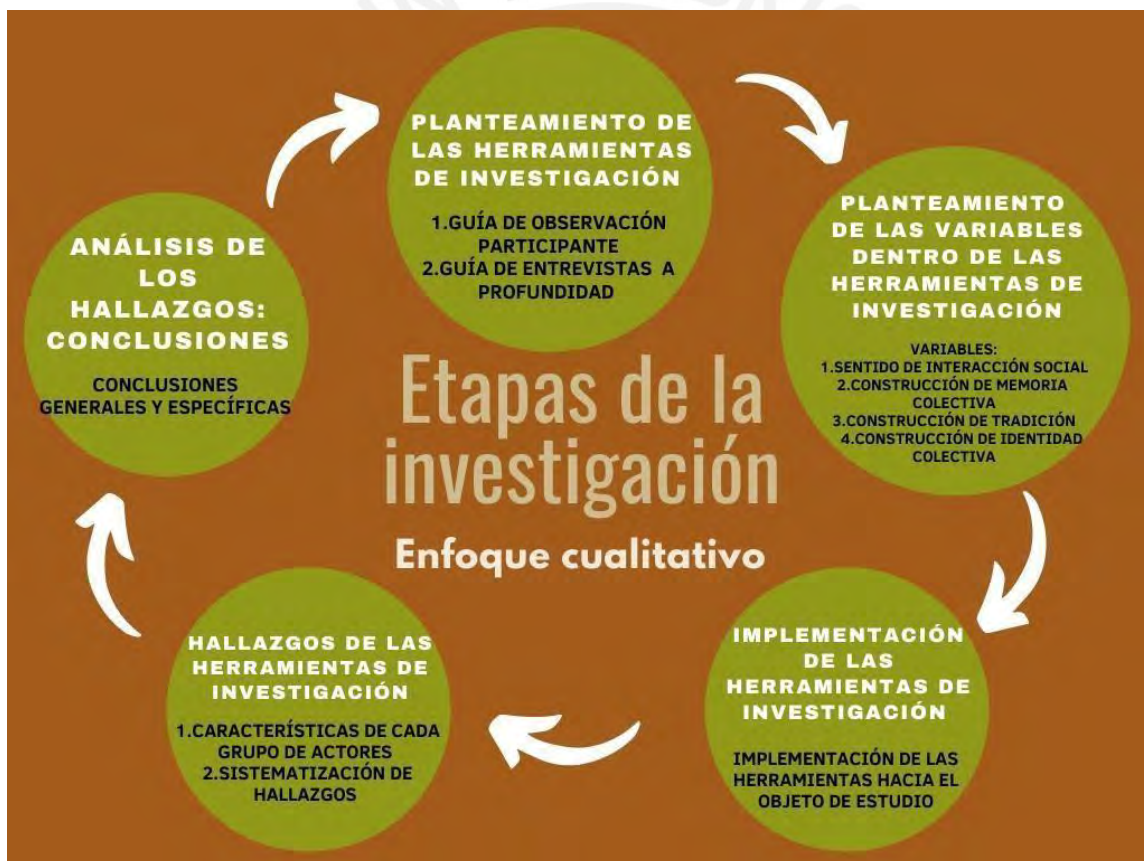 PLANTEAMIENTO DE
LAS HERRAMIENTAS
DE INVESTIGACIÓN
1.GUÍA DE OBSERVACIÓN
PARTICIPANTE
2.GUÍA DE ENTREVISTAS A
PROFUNDIDAD
PLANTEAMIENTO
DE LAS VARIABLES
DENTRO DE LAS
HERRAMIENTAS DE
INVESTIGACIÓN
VARIABLES:
1.SENTIDO DE INTERACCIÓN SOCIAL
2.CONSTRUCCIÓN DE MEMORIA
COLECTIVA
3.CONSTRUCCIÓN DE TRADICIÓN
4.CONSTRUCCIÓN DE IDENTIDAD
COLECTIVA
IMPLEMENTACIÓN
DE LAS
HERRAMIENTAS DE
INVESTIGACIÓN
IMPLEMENTACIÓN DE LAS
HERRAMIENTAS HACIA EL
OBJETO DE ESTUDIO
HALLAZGOS DE LAS
HERRAMIENTAS DE
INVESTIGACIÓN
1.CARACTERÍSTICAS DE CADA
GRUPO DE ACTORES
2.SISTEMATIZACIÓN DE
HALLAZGOS
ANÁLISIS DE
LOS
HALLAZGOS:
CONCLUSIONES
CONCLUSIONES
GENERALES Y ESPECÍFICAS
Etapas de la
investigación
Enfoque cualitativo